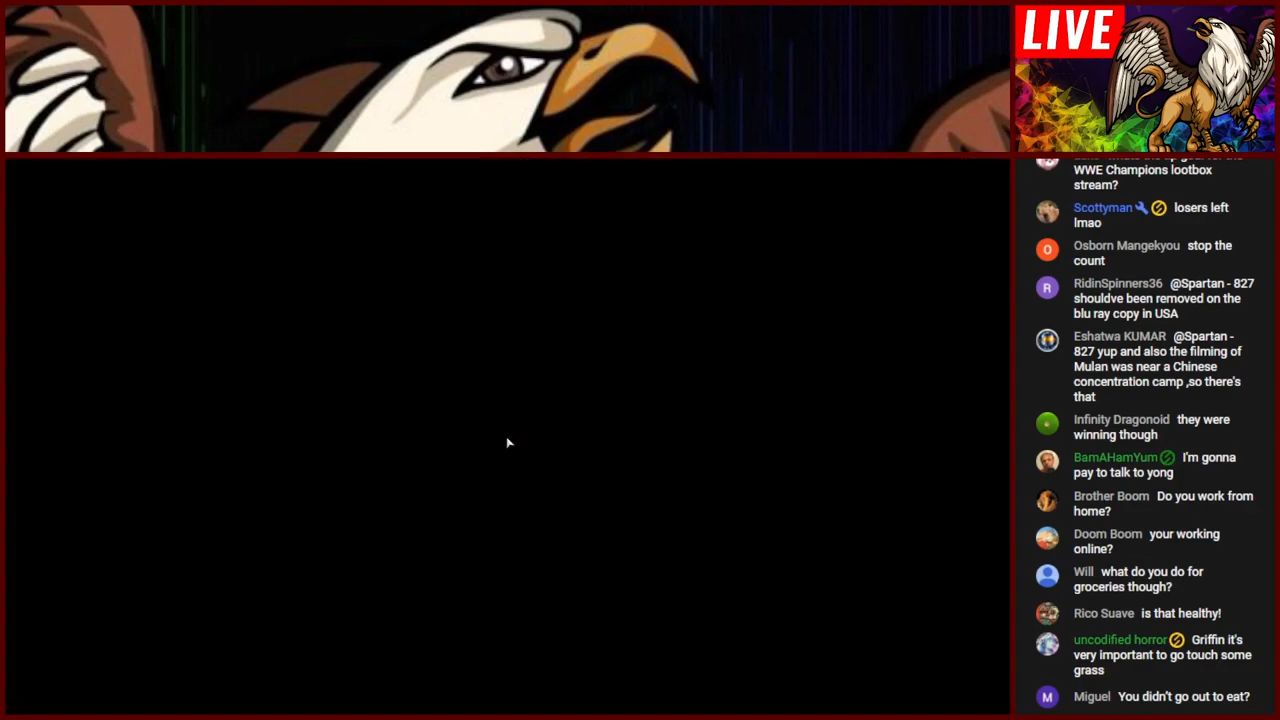 LIVE
WWE Champions lootbox
stream?
Scottyman losers left
lmao
Osborn Mangekyou stop the
count
RidinSpinners36 @Spartan - 827
shouldve been removed on the
blu ray copy in USA
Eshatwa KUMAR @Spartan -
827 yup and also the filming of
Mulan was near a Chinese
concentration camp ,so there's
that
Infinity Dragonoid they were
winning though
BamAHamYum I'm gonna
pay to talk to yong
Brother Boom Do you work from
home?
Doom Boom your working
online?
Will what do you do for
groceries though?
Rico Suave is that healthy!
uncodified horror Griffin it's
very important to go touch some
grass
M Miguel You didn't go out to eat?